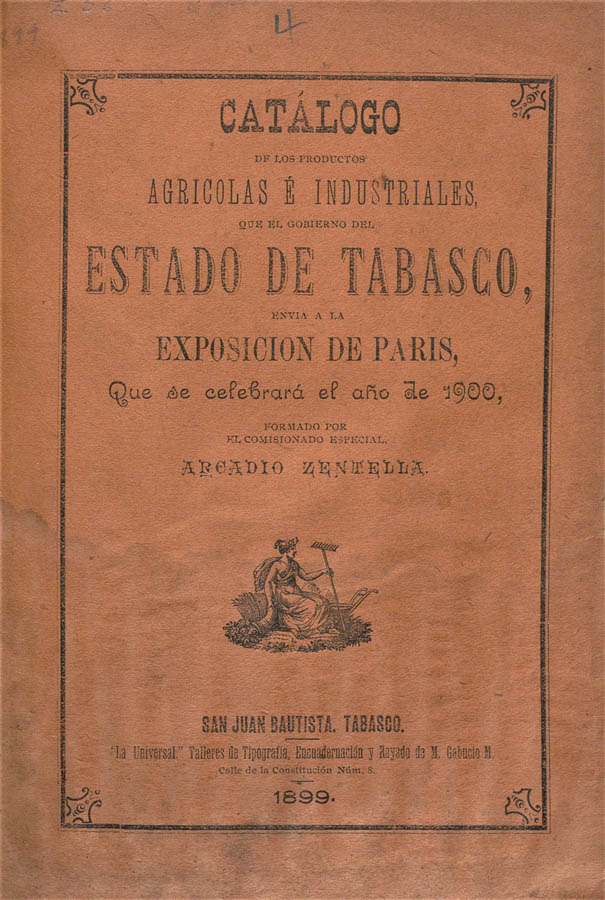 4
CATÁLOGO
DE LOS PRODUCTOS
AGRICOLAS É INDUSTRIALES,
QUE EL GOBIERNO DEL
ESTADO DE TABASCO,
ENVIA A LA
EXPOSICION DE PARIS,
Que se celebrará el año de 1900,
FORMADO POR
EL COMISIONADO ESPECIAL,
ARCADIO ZENTELLA.
SAN JUAN BAUTISTA. TABASCO.
"La Universal." Talleres de Tipografía, Encuadernación y Rayado de M. Gabucio M.
Calle de la Constitución Núm. 8.
1899.